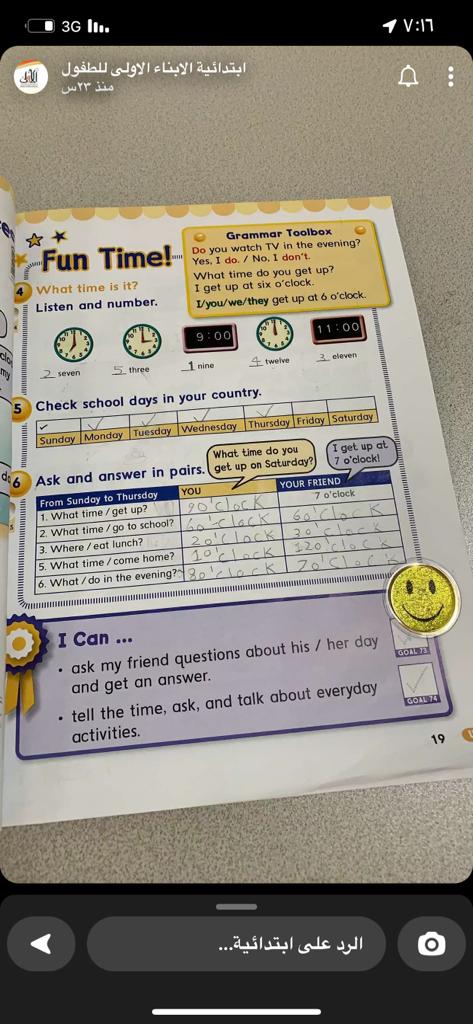 3G
٧:١٦
ابتدائية الابناء الاولى للطفول
منذ ٢٣س
Fun Time!
Grammar Toolbox
Do you watch TV in the evening?
Yes, I do. / No, I don't.
What time do you get up?
I get up at six o'clock.
I/you/we/they get up at 6 o'clock.
4 What time is it?
Listen and number.
9:00
11:00
2 seven
5 three
1 nine
4 twelve
3 eleven
5 Check school days in your country.
Sunday Monday Tuesday Wednesday Thursday Friday Saturday
6 Ask and answer in pairs.
What time do you get up on Saturday?
I get up at 7 o'clock!
From Sunday to Thursday YOU YOUR FRIEND
1. What time / get up? 9o'clock 7 o'clock
2. What time / go to school? 6o'clock 6o'clock
3. Where / eat lunch? 2o'clock 3o'clock
5. What time / come home? 1o'clock 12o'clock
6. What / do in the evening? 8o'clock 7o'clock
I Can ...
• ask my friend questions about his / her day
and get an answer.
GOAL 73
• tell the time, ask, and talk about everyday
activities.
GOAL 74
19
الرد على ابتدائية...